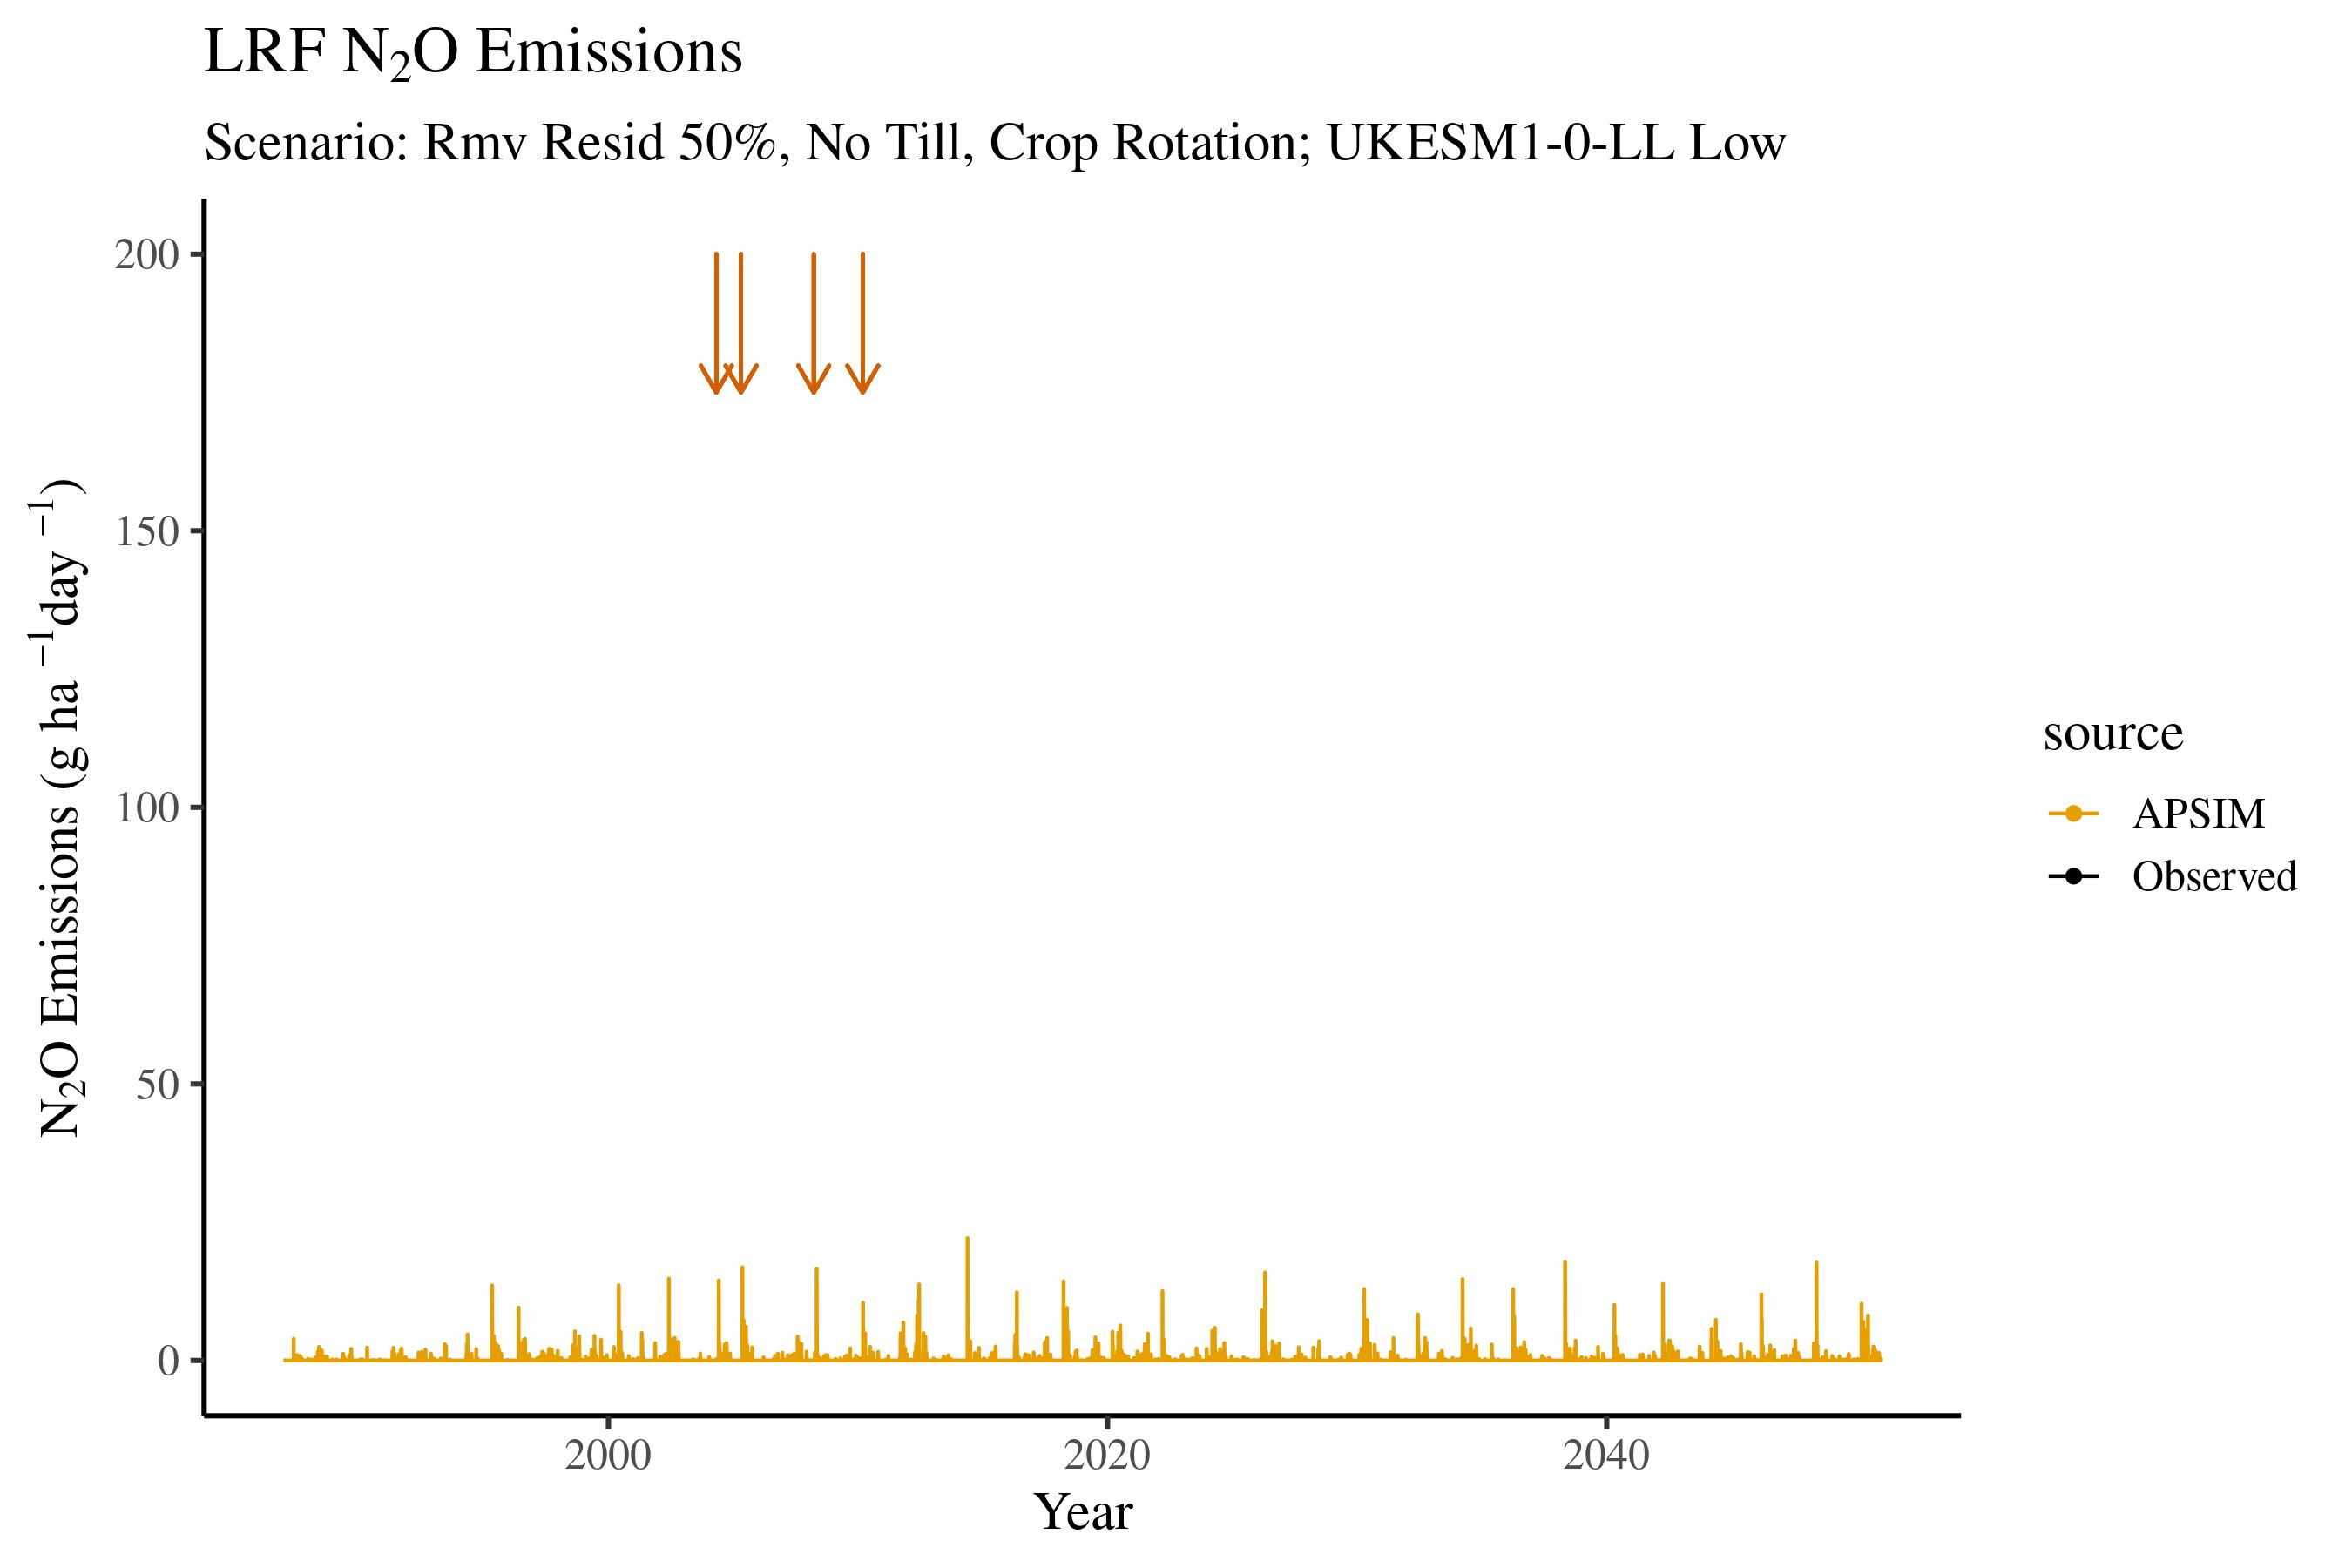 LRF N₂O Emissions
Scenario: Rmv Resid 50%, No Till, Crop Rotation; UKESM1-0-LL Low
N₂O Emissions (g ha ⁻¹day ⁻¹)
200
150
100
50
0
2000 2020 2040
Year
source
APSIM
Observed